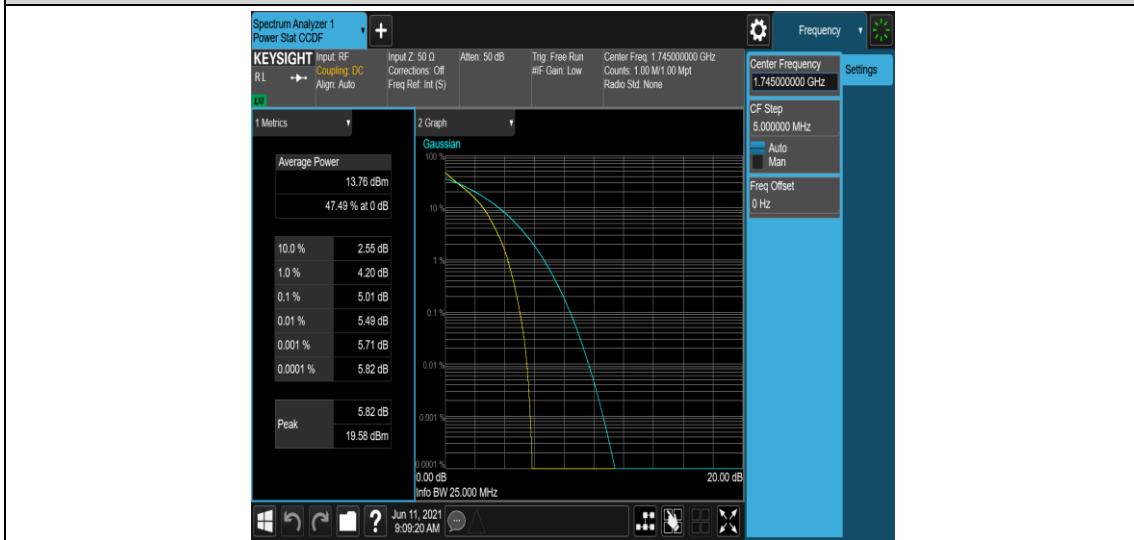 Spectrum Analyzer 1
Power Stat CCDF
+
Frequency
KEYSIGHT
RL
LXI
Input: RF
Coupling: DC
Align: Auto
Input Z: 50 Ω
Corrections: Off
Freq Ref: Int (S)
Atten: 50 dB
Trig: Free Run
#IF Gain: Low
Center Freq: 1.745000000 GHz
Counts: 1.00 M/1.00 Mpt
Radio Std: None
Center Frequency
1.745000000 GHz
Settings
CF Step
5.000000 MHz
Auto
Man
Freq Offset
0 Hz
1 Metrics
Average Power
13.76 dBm
47.49 % at 0 dB
10.0 % 2.55 dB
1.0 % 4.20 dB
0.1 % 5.01 dB
0.01 % 5.49 dB
0.001 % 5.71 dB
0.0001 % 5.82 dB
Peak
5.82 dB
19.58 dBm
2 Graph
Gaussian
100 %
10 %
1 %
0.1 %
0.01 %
0.001 %
0.0001 %
0.00 dB 20.00 dB
Info BW 25.000 MHz
?
Jun 11, 2021
9:09:20 AM